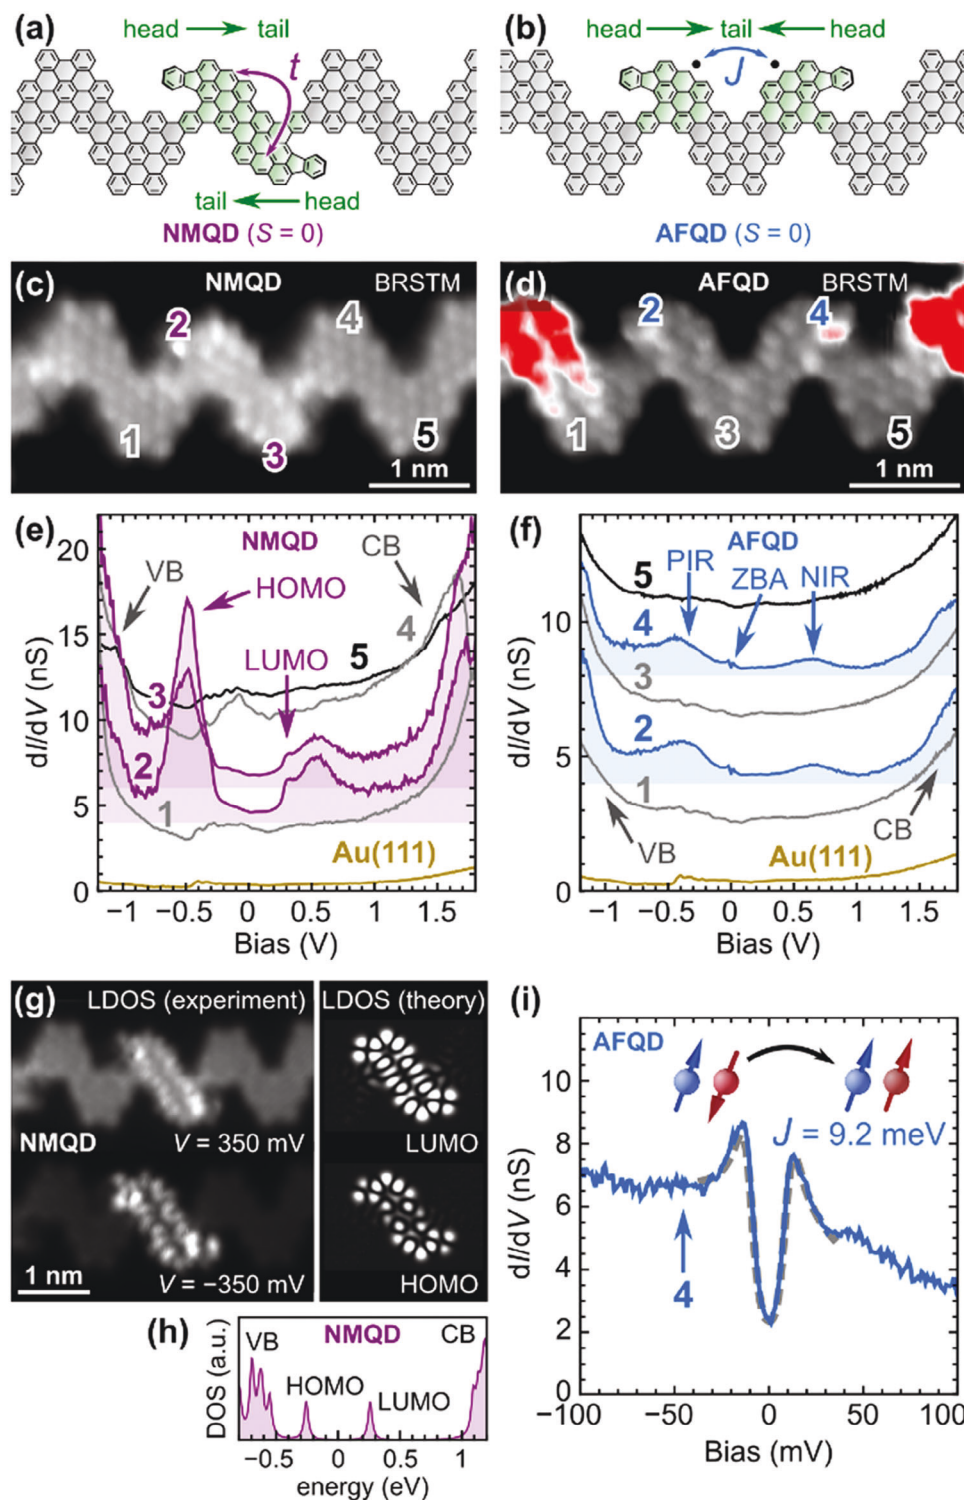 (a)
head → tail
t
tail ← head
NMQD (S = 0)
(b)
head → tail ← head
J
AFQD (S = 0)
(c) NMQD BRSTM
2 4
1 3 5
1 nm
(d) AFQD BRSTM
2 4
1 3 5
1 nm
(e) NMQD CB
VB HOMO
LUMO
5 4
3
2
1
Au(111)
dI/dV (nS)
20
15
10
5
0
−1 −0.5 0 0.5 1 1.5
Bias (V)
(f) AFQD
PIR ZBA NIR
5
4
3
2
1
VB CB
Au(111)
dI/dV (nS)
10
5
0
−1 −0.5 0 0.5 1 1.5
Bias (V)
(g) LDOS (experiment) LDOS (theory)
NMQD V = 350 mV LUMO
1 nm V = −350 mV HOMO
(h) VB NMQD CB
HOMO LUMO
DOS (a.u.)
−0.5 0 0.5 1
energy (eV)
(i)
AFQD
J = 9.2 meV
4
dI/dV (nS)
10
8
6
4
2
0
−100 −50 0 50 100
Bias (mV)